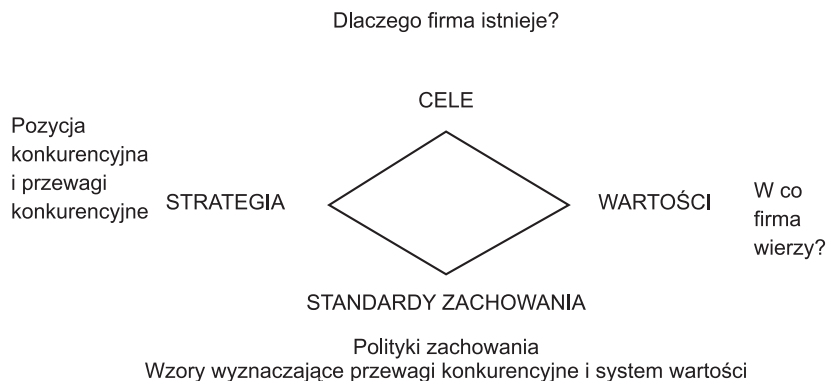 Dlaczego firma istnieje?
CELE
Pozycja
konkurencyjna
i przewagi
konkurencyjne
STRATEGIA
WARTOŚCI
W co
firma
wierzy?
STANDARDY ZACHOWANIA
Polityki zachowania
Wzory wyznaczające przewagi konkurencyjne i system wartości